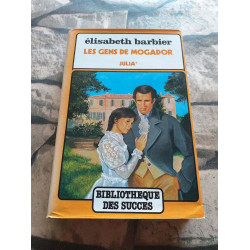 élisabeth barbier
LES GENS DE MOGADOR
JULIA*
BIBLIOTHEQUE
DES SUCCES